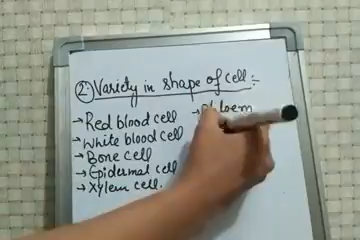 ② Variety in shape of cell :-
→ Red blood cell
→ White blood cell
→ Bone cell
→ Epidermal cell
→ Xylem cell.
→ Phloem